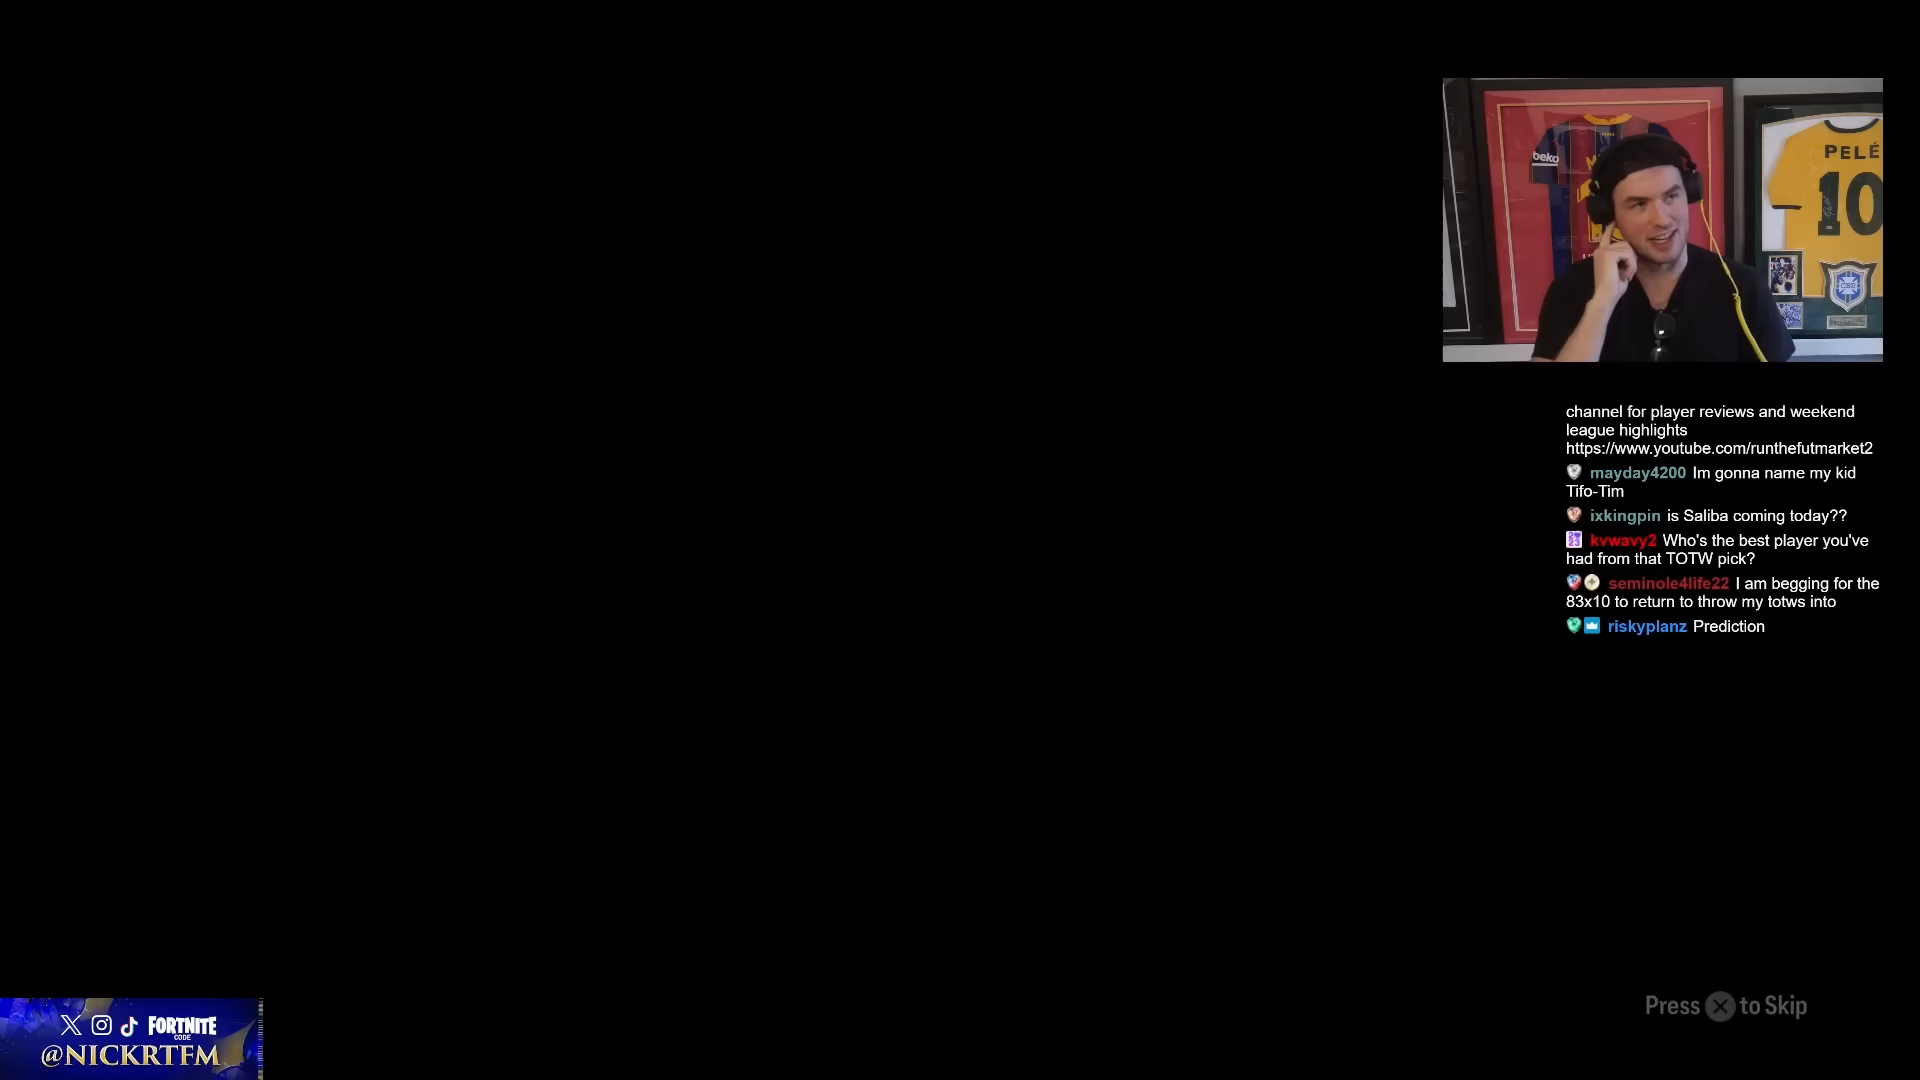 beko
PELÉ
10
CBD
channel for player reviews and weekend
league highlights
https://www.youtube.com/runthefutmarket2
mayday4200 Im gonna name my kid
Tifo-Tim
ixkingpin is Saliba coming today??
kvwavy2 Who's the best player you've
had from that TOTW pick?
seminole4life22 I am begging for the
83x10 to return to throw my totws into
riskyplanz Prediction
Press X to Skip
FORTNITE
CODE
@NICKRTFM